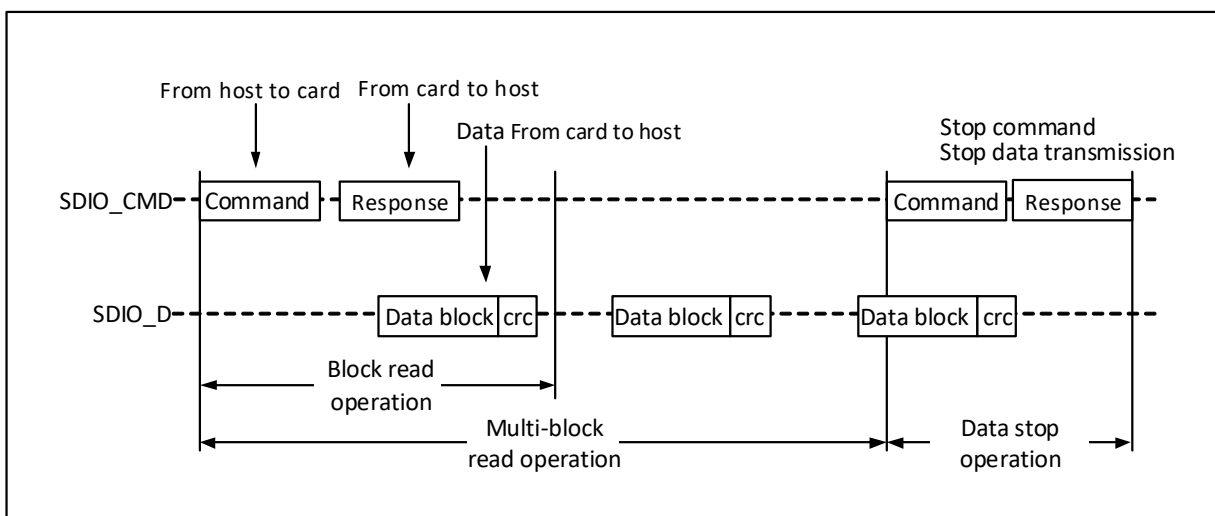 From host to card
From card to host
Data From card to host
Stop command
Stop data transmission
SDIO_CMD
Command
Response
Command
Response
SDIO_D
Data block
crc
Data block
crc
Data block
crc
Block read
operation
Multi-block
read operation
Data stop
operation